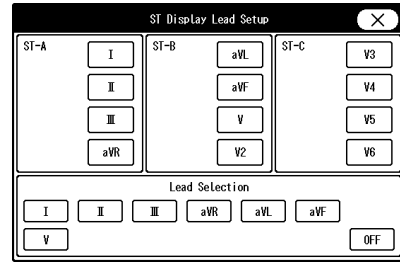 ST Display Lead Setup
ST-A I ST-B aVL ST-C V3
II aVF V4
III V V5
aVR V2 V6
Lead Selection
I II III aVR aVL aVF
V OFF